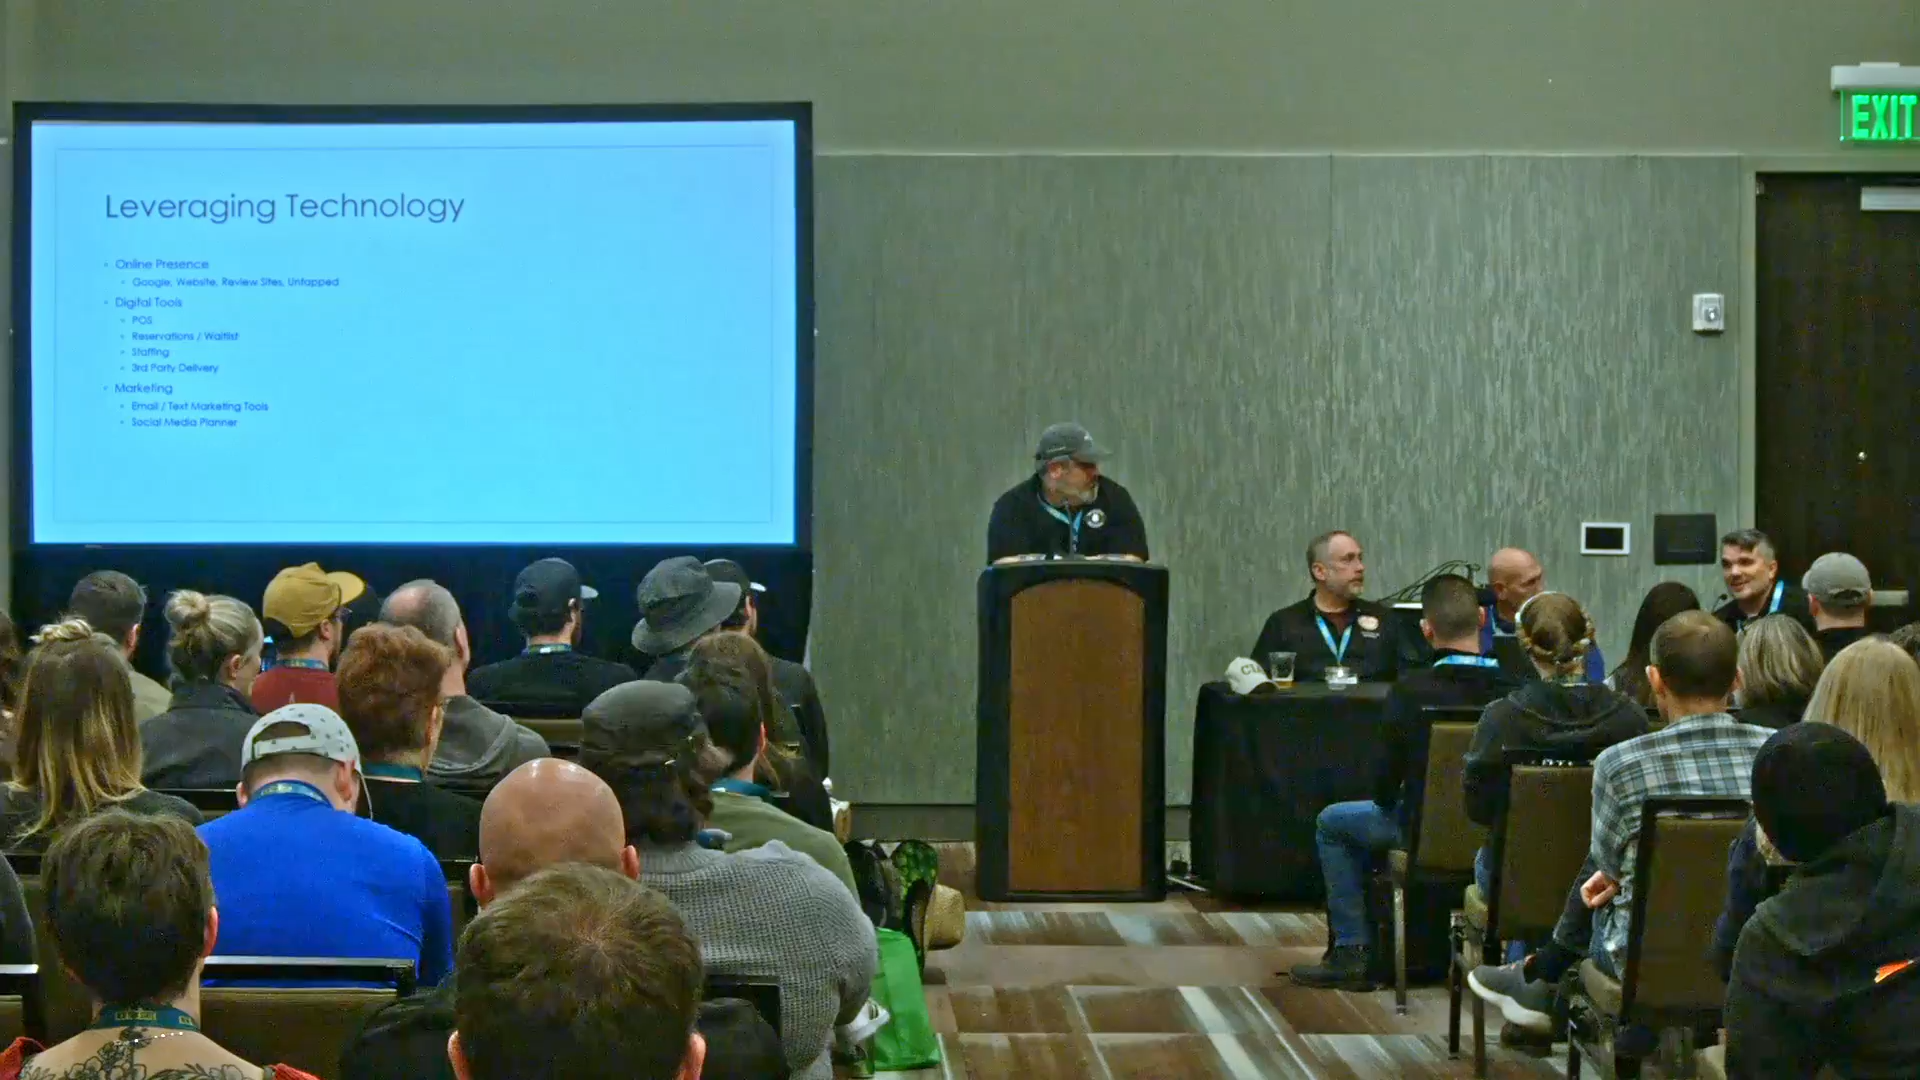 Leveraging Technology
Online Presence
Google, Website, Review Sites, Untapped
Digital Tools
POS
Reservations / Waitlist
Staffing
3rd Party Delivery
Marketing
Email / Text Marketing Tools
Social Media Planner
EXIT